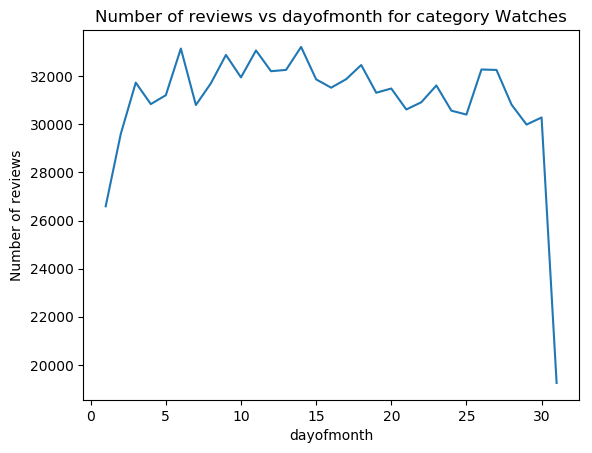 Number of reviews vs dayofmonth for category Watches
Number of reviews
32000
30000
28000
26000
24000
22000
20000
0 5 10 15 20 25 30
dayofmonth